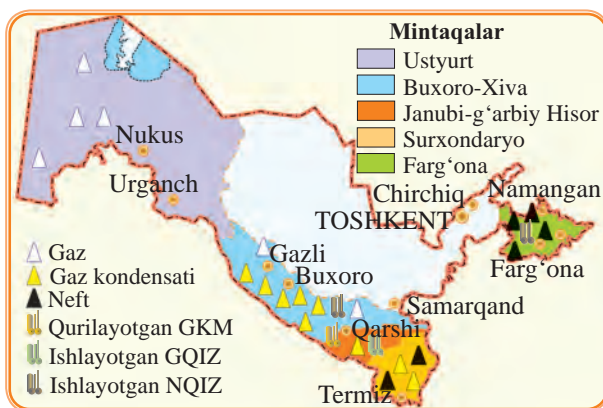 Mintaqalar
Ustyurt
Buxoro-Xiva
Janubi-g‘arbiy Hisor
Surxondaryo
Farg‘ona
Nukus
Urganch
Chirchiq
Namangan
TOSHKENT
Farg‘ona
Gazli
Buxoro
Samarqand
Qarshi
Termiz
Gaz
Gaz kondensati
Neft
Qurilayotgan GKM
Ishlayotgan GQIZ
Ishlayotgan NQIZ